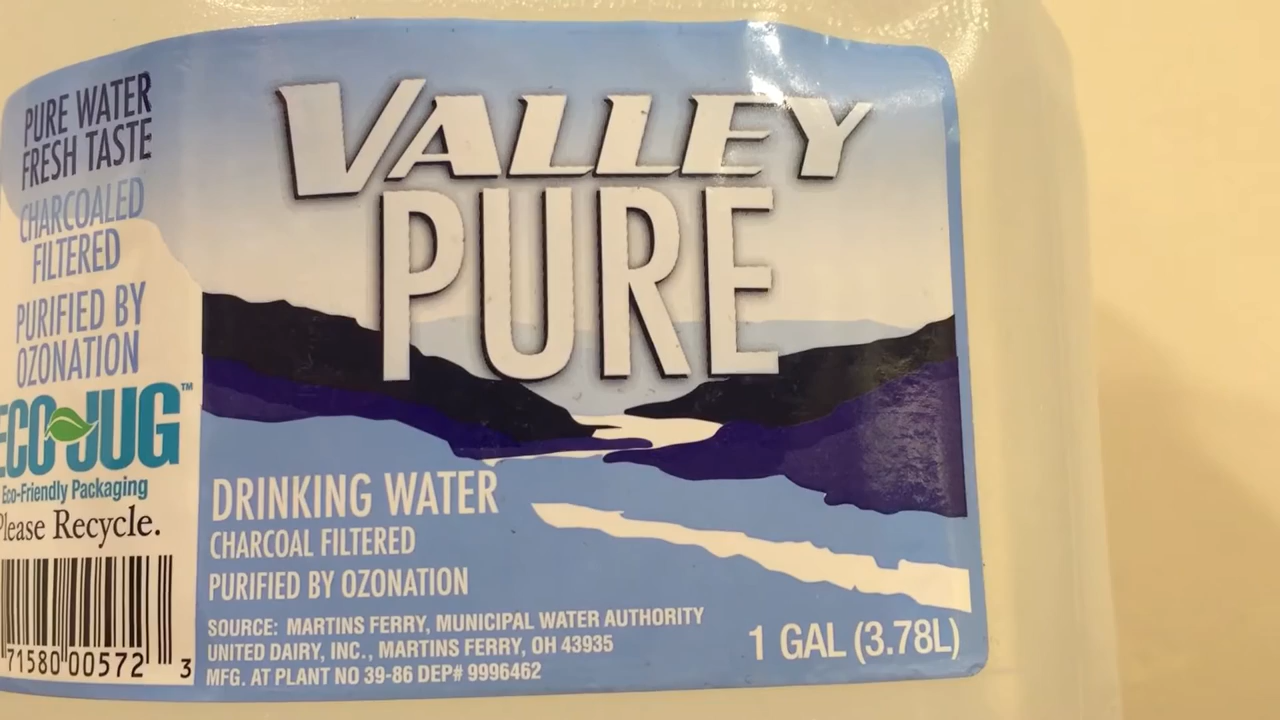 PURE WATER
FRESH TASTE
CHARCOALED
FILTERED
PURIFIED BY
OZONATION
ECO JUG™
Eco-Friendly Packaging
Please Recycle.
71580 00572 3
VALLEY
PURE
DRINKING WATER
CHARCOAL FILTERED
PURIFIED BY OZONATION
SOURCE: MARTINS FERRY, MUNICIPAL WATER AUTHORITY
UNITED DAIRY, INC., MARTINS FERRY, OH 43935
MFG. AT PLANT NO 39-86 DEP# 9996462
1 GAL (3.78L)